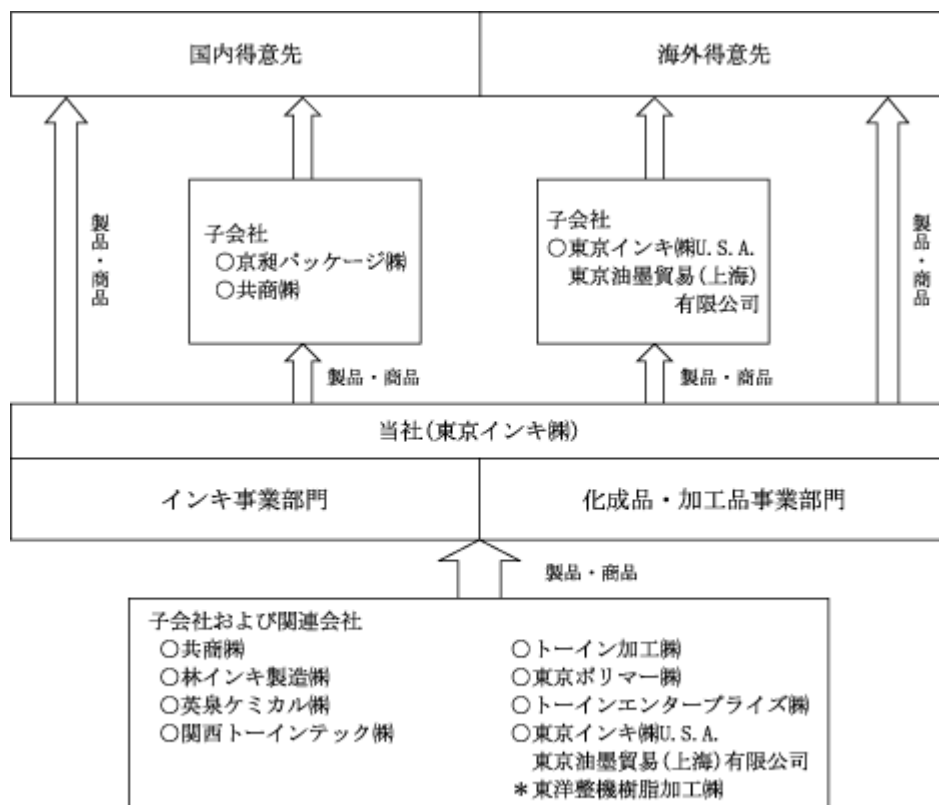 国内得意先
海外得意先
製品・商品
子会社
○京和パッケージ㈱
○共商㈱
子会社
○東京インキ㈱U.S.A.
東京油墨貿易(上海)
有限公司
製品・商品
製品・商品
製品・商品
当社(東京インキ㈱)
インキ事業部門
化成品・加工品事業部門
製品・商品
子会社および関連会社
○共商㈱
○林インキ製造㈱
○英泉ケミカル㈱
○関西トーインテック㈱
○トーイン加工㈱
○東京ポリマー㈱
○トーインエンタープライズ㈱
○東京インキ㈱U.S.A.
東京油墨貿易(上海)有限公司
＊東洋整機樹脂加工㈱